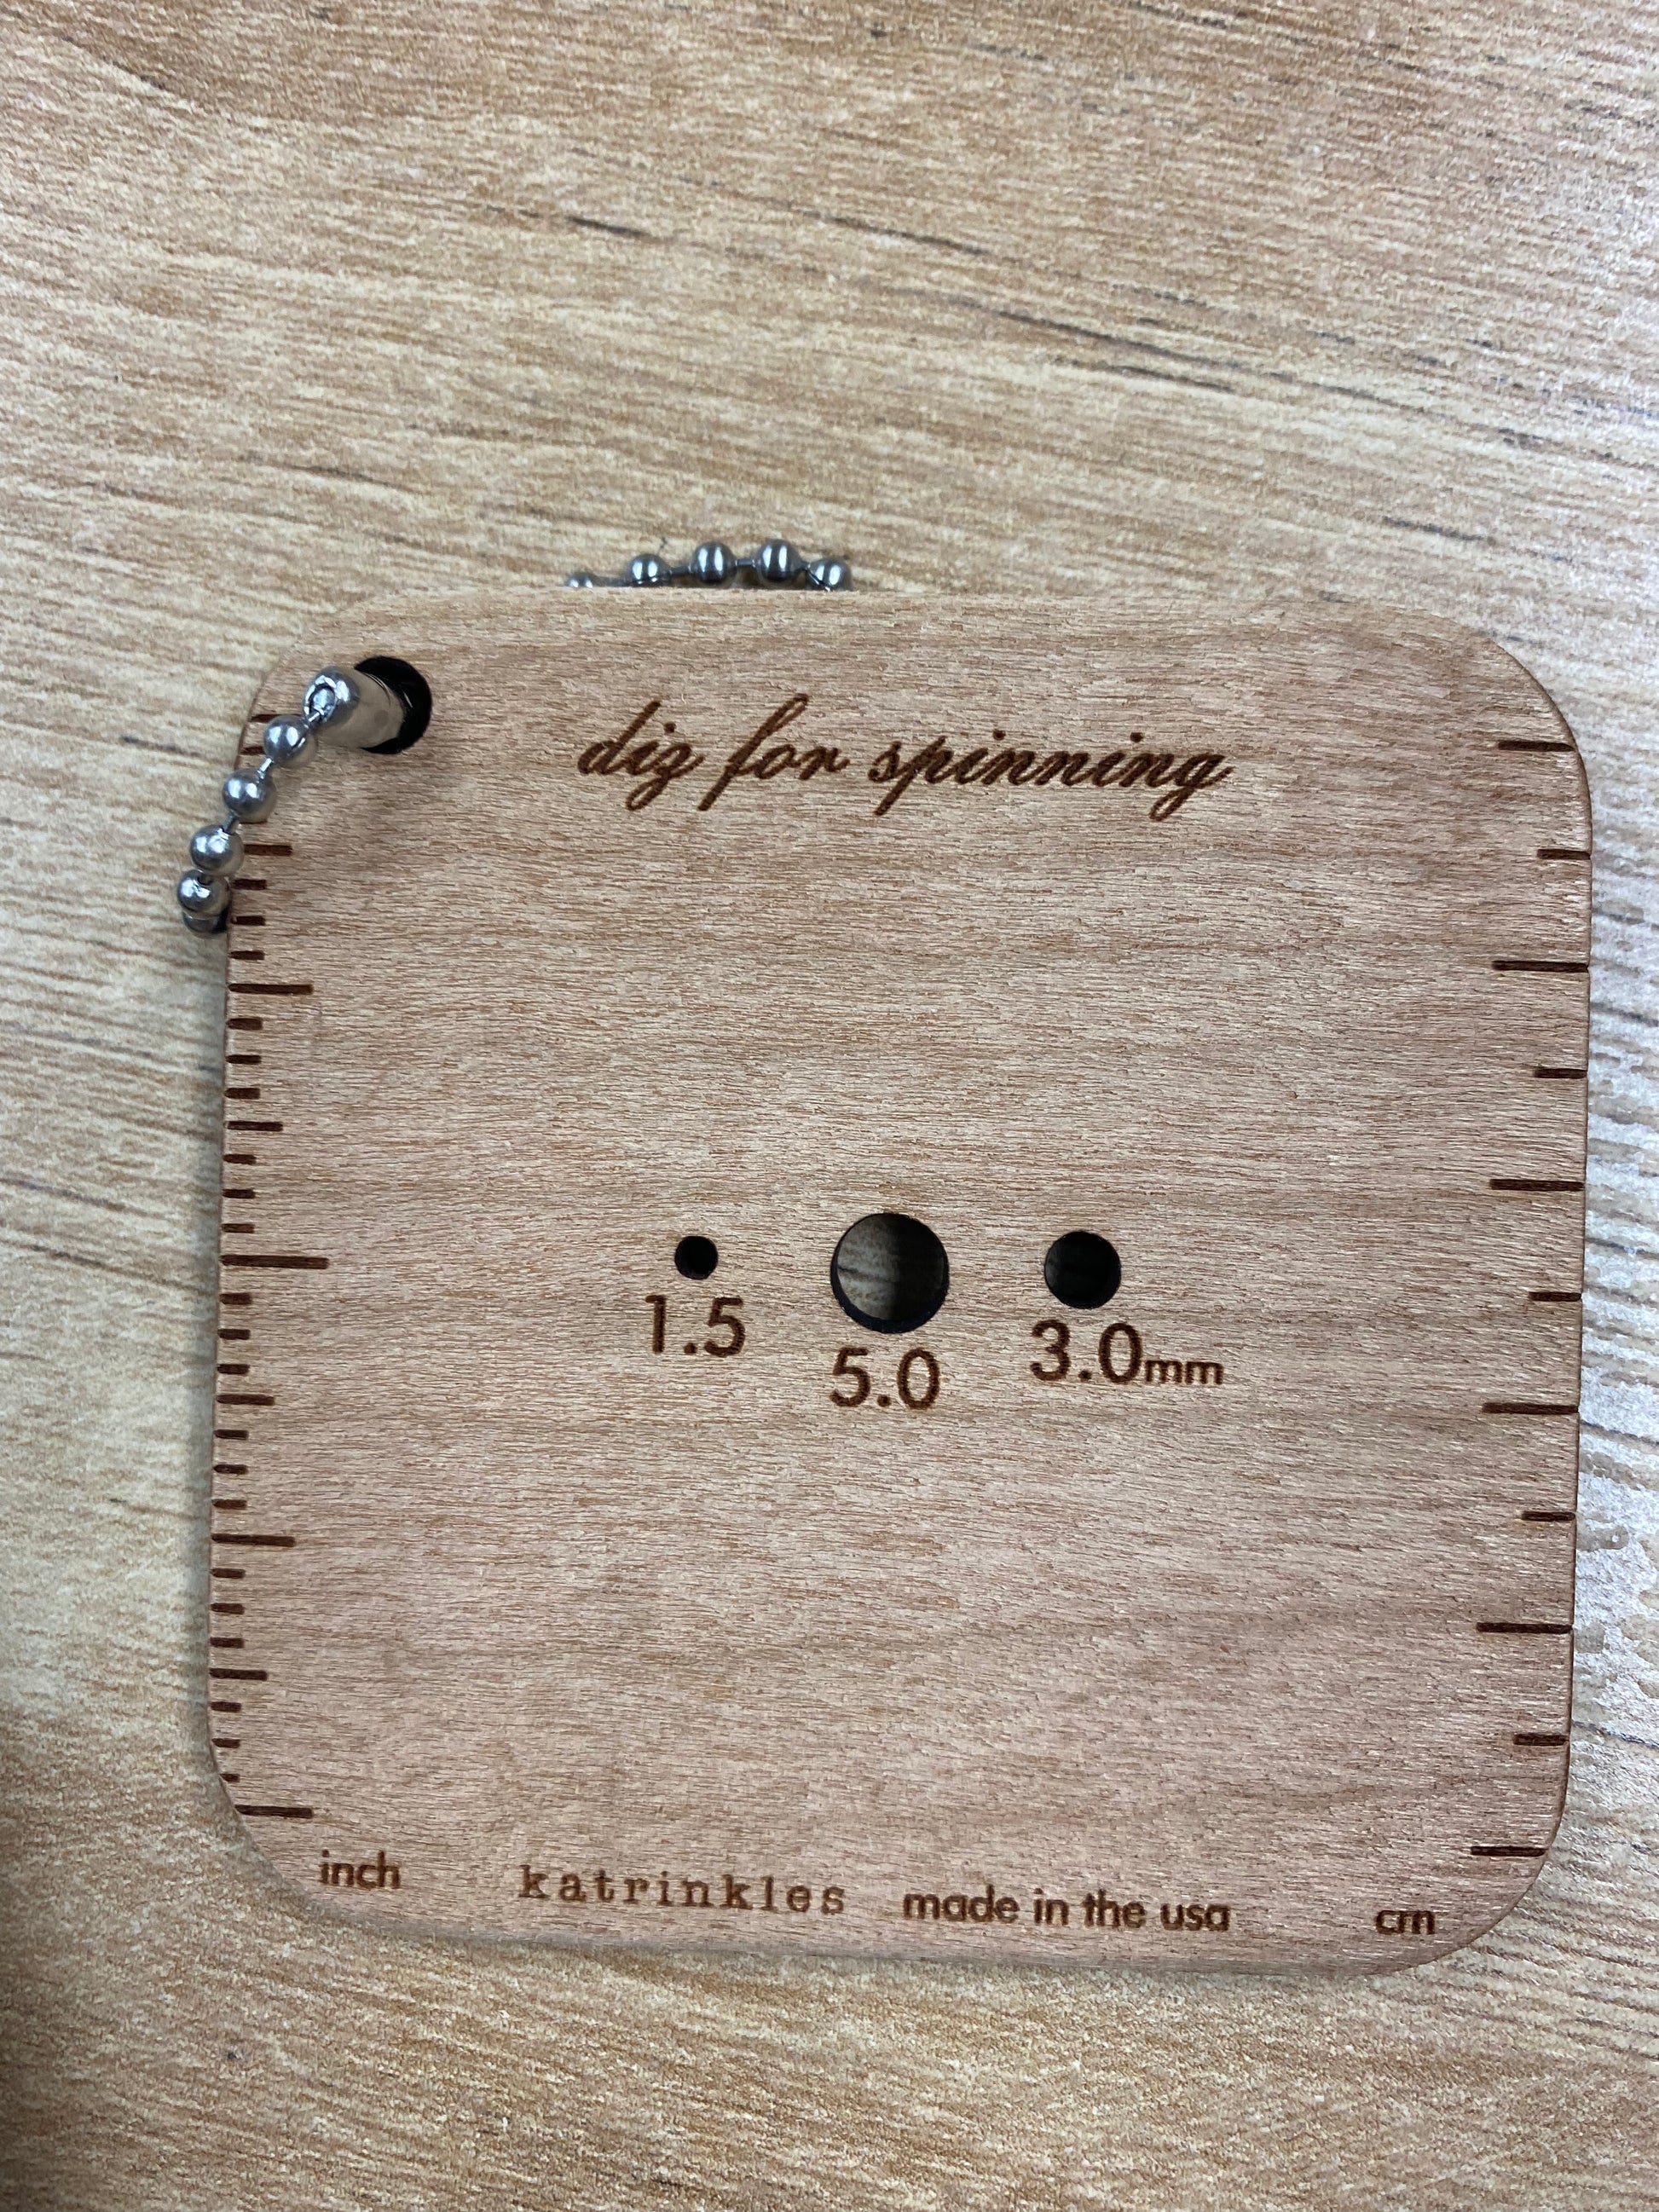 diz for spinning
1.5 5.0 3.0mm
inch katrinkles made in the usa cm